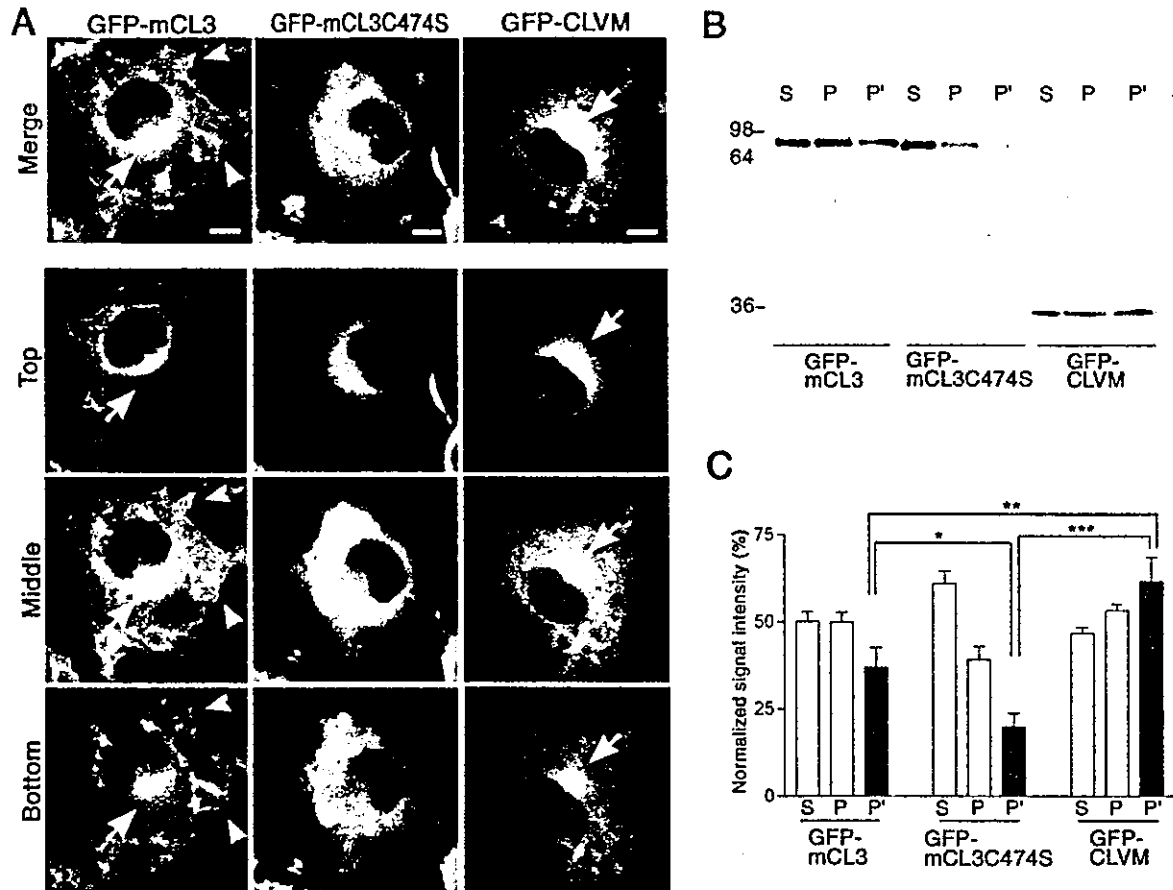 A
GFP-mCL3 GFP-mCL3C474S GFP-CLVM
Merge
Top
Middle
Bottom
B
S P P' S P P' S P P'
98–
64
36–
GFP-
mCL3
GFP-
mCL3C474S
GFP-
CLVM
C
Normalized signal intensity (%)
75
50
25
0
*
**
***
S P P' S P P' S P P'
GFP-
mCL3
GFP-
mCL3C474S
GFP-
CLVM